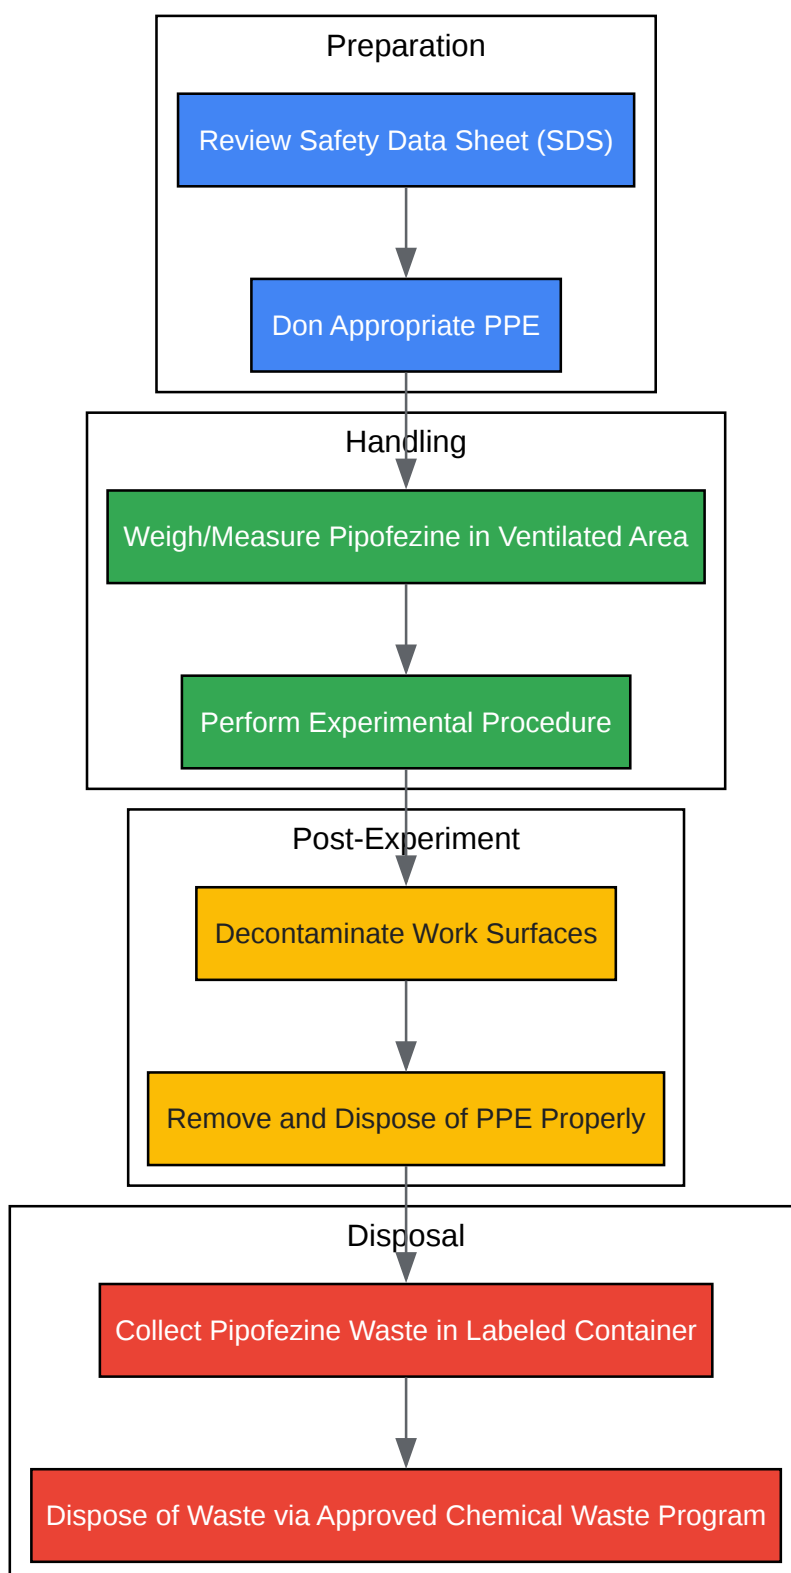 Preparation
Review Safety Data Sheet (SDS)
Don Appropriate PPE
Handling
Weigh/Measure Pipofezine in Ventilated Area
Perform Experimental Procedure
Post-Experiment
Decontaminate Work Surfaces
Remove and Dispose of PPE Properly
Disposal
Collect Pipofezine Waste in Labeled Container
Dispose of Waste via Approved Chemical Waste Program